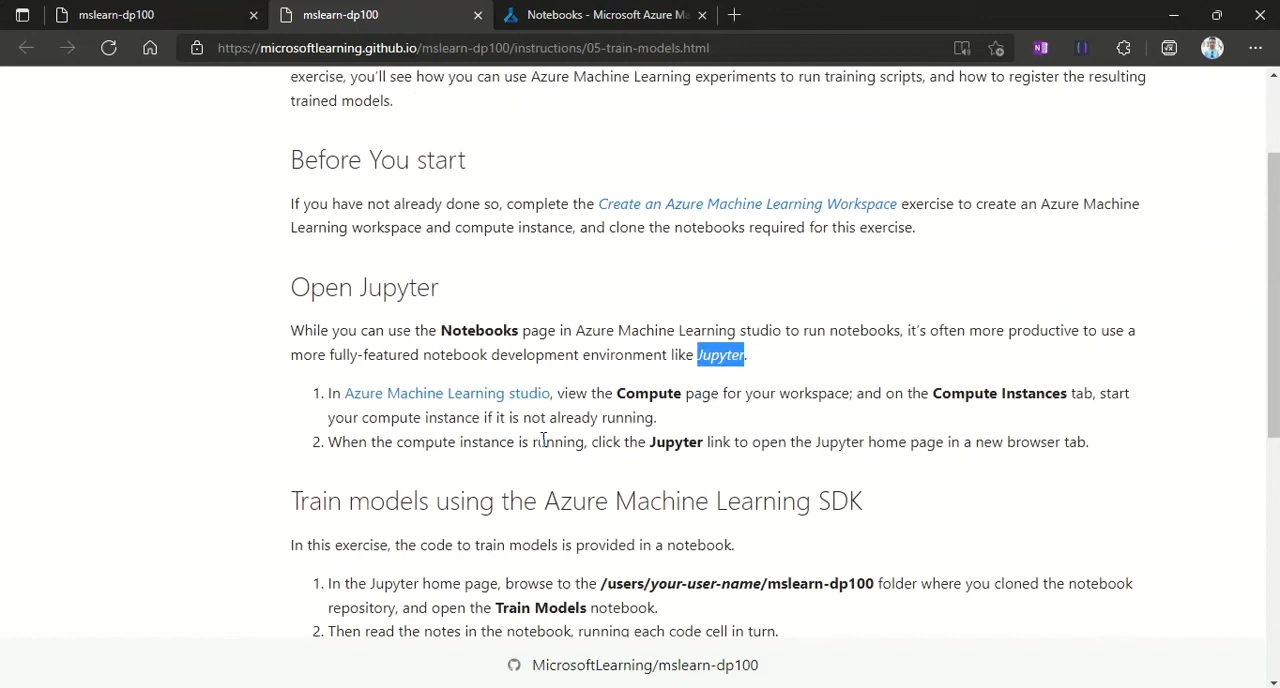 mslearn-dp100
mslearn-dp100
Notebooks - Microsoft Azure Ma
https://microsoftlearning.github.io/mslearn-dp100/instructions/05-train-models.html
exercise, you'll see how you can use Azure Machine Learning experiments to run training scripts, and how to register the resulting
trained models.
Before You start
If you have not already done so, complete the Create an Azure Machine Learning Workspace exercise to create an Azure Machine
Learning workspace and compute instance, and clone the notebooks required for this exercise.
Open Jupyter
While you can use the Notebooks page in Azure Machine Learning studio to run notebooks, it's often more productive to use a
more fully-featured notebook development environment like Jupyter.
1. In Azure Machine Learning studio, view the Compute page for your workspace; and on the Compute Instances tab, start
your compute instance if it is not already running.
2. When the compute instance is running, click the Jupyter link to open the Jupyter home page in a new browser tab.
Train models using the Azure Machine Learning SDK
In this exercise, the code to train models is provided in a notebook.
1. In the Jupyter home page, browse to the /users/your-user-name/mslearn-dp100 folder where you cloned the notebook
repository, and open the Train Models notebook.
2. Then read the notes in the notebook, running each code cell in turn.
MicrosoftLearning/mslearn-dp100